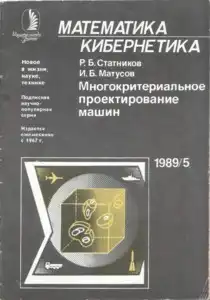 МАТЕМАТИКА
КИБЕРНЕТИКА
Новое
в жизни,
науке,
технике
Подписная
научно-
популярная
серия
Издается
ежемесячно
с 1967 г.
Р. Б. Статников
И. Б. Матусов
Многокритериальное
проектирование
машин
1989/5